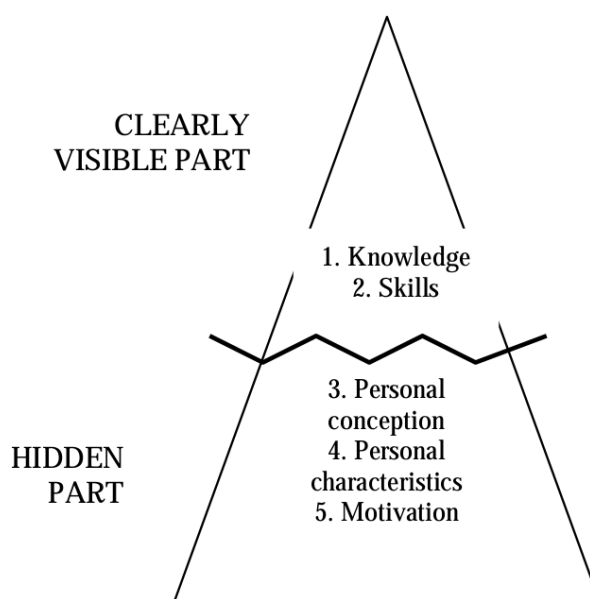 CLEARLY
VISIBLE PART
1. Knowledge
2. Skills
3. Personal
conception
4. Personal
characteristics
5. Motivation
HIDDEN
PART